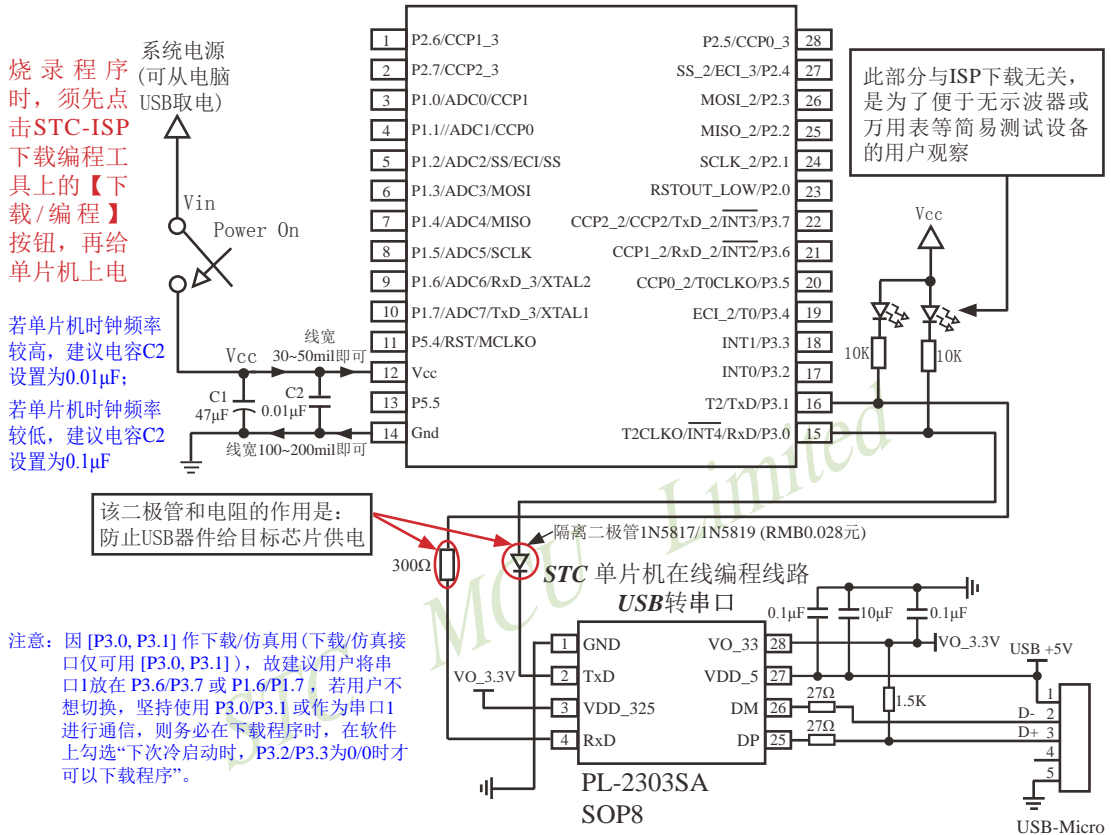 烧录程序
时，须先点
击STC-ISP
下载编程工
具上的【下
载/编程】
按钮，再给
单片机上电
系统电源
(可从电脑
USB取电)
Vin
Power On
若单片机时钟频率
较高，建议电容C2
设置为0.01μF；
若单片机时钟频率
较低，建议电容C2
设置为0.1μF
Vcc
线宽
30~50mil即可
C1
47μF
C2
0.01μF
线宽100~200mil即可
1 P2.6/CCP1_3
2 P2.7/CCP2_3
3 P1.0/ADC0/CCP1
4 P1.1//ADC1/CCP0
5 P1.2/ADC2/SS/ECI/SS
6 P1.3/ADC3/MOSI
7 P1.4/ADC4/MISO
8 P1.5/ADC5/SCLK
9 P1.6/ADC6/RxD_3/XTAL2
10 P1.7/ADC7/TxD_3/XTAL1
11 P5.4/RST/MCLKO
12 Vcc
13 P5.5
14 Gnd
P2.5/CCP0_3 28
SS_2/ECI_3/P2.4 27
MOSI_2/P2.3 26
MISO_2/P2.2 25
SCLK_2/P2.1 24
RSTOUT_LOW/P2.0 23
CCP2_2/CCP2/TxD_2/INT3/P3.7 22
CCP1_2/RxD_2/INT2/P3.6 21
CCP0_2/T0CLKO/P3.5 20
ECI_2/T0/P3.4 19
INT1/P3.3 18
INT0/P3.2 17
T2/TxD/P3.1 16
T2CLKO/INT4/RxD/P3.0 15
此部分与ISP下载无关，
是为了便于无示波器或
万用表等简易测试设备
的用户观察
Vcc
10K
10K
该二极管和电阻的作用是：
防止USB器件给目标芯片供电
300Ω
隔离二极管1N5817/1N5819 (RMB0.028元)
STC 单片机在线编程线路
USB转串口
注意：因 [P3.0, P3.1] 作下载/仿真用(下载/仿真接
口仅可用 [P3.0, P3.1] )，故建议用户将串
口1放在 P3.6/P3.7 或 P1.6/P1.7 ，若用户不
想切换，坚持使用 P3.0/P3.1 或作为串口1
进行通信，则务必在下载程序时，在软件
上勾选“下次冷启动时，P3.2/P3.3为0/0时才
可以下载程序”。
VO_3.3V
1 GND
2 TxD
3 VDD_325
4 RxD
VO_33 28
VDD_5 27
DM 26
DP 25
PL-2303SA
SOP8
0.1μF
10μF
0.1μF
VO_3.3V
27Ω
27Ω
1.5K
USB +5V
1
D- 2
D+ 3
4
5
USB-Micro
STC MCU Limited